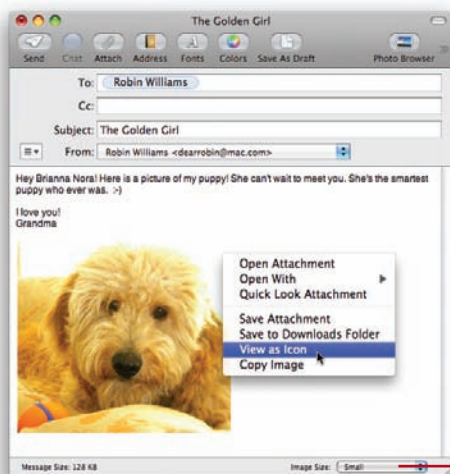 The Golden Girl
Send Chat Attach Address Fonts Colors Save As Draft Photo Browser
To: Robin Williams
Cc:
Subject: The Golden Girl
From: Robin Williams <dearrobin@mac.com>
Hey Brianna Nora! Here is a picture of my puppy! She can't wait to meet you. She's the smartest
puppy who ever was. :-)
I love you!
Grandma
Open Attachment
Open With
Quick Look Attachment
Save Attachment
Save to Downloads Folder
View as Icon
Copy Image
Message Size: 128 KB Image Size: Small